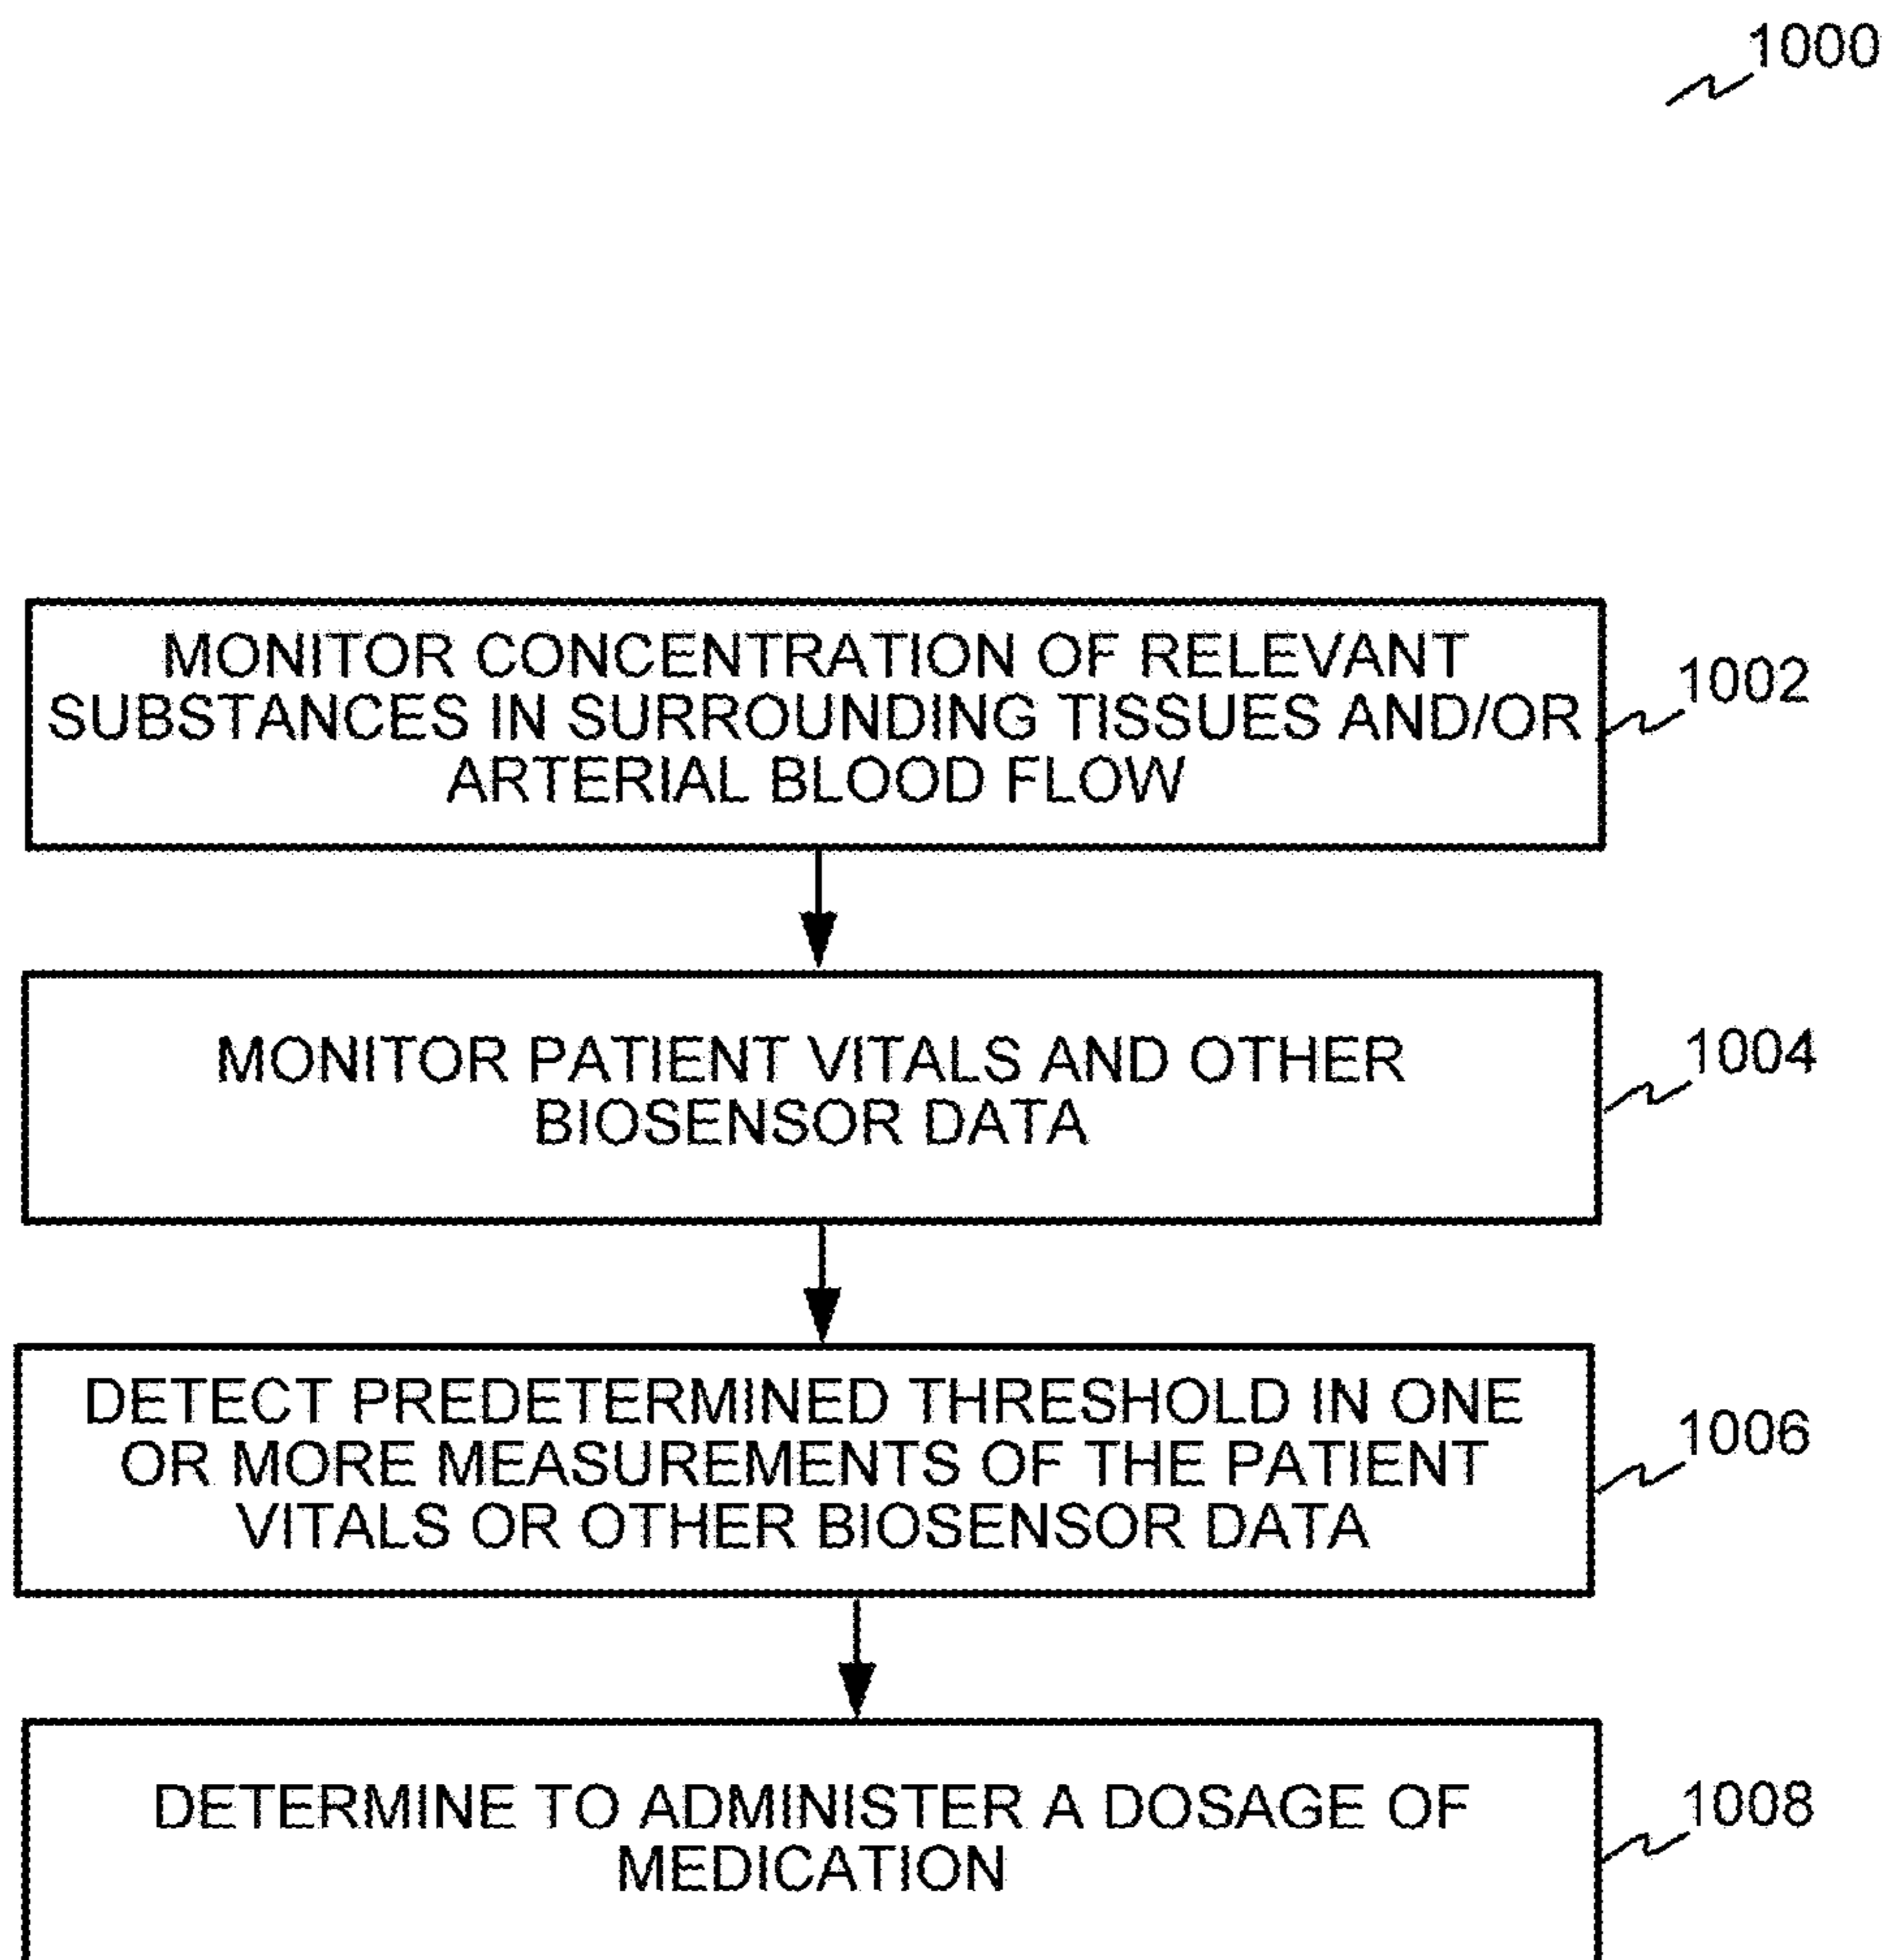 1000
MONITOR CONCENTRATION OF RELEVANT
SUBSTANCES IN SURROUNDING TISSUES AND/OR
ARTERIAL BLOOD FLOW
1002
MONITOR PATIENT VITALS AND OTHER
BIOSENSOR DATA
1004
DETECT PREDETERMINED THRESHOLD IN ONE
OR MORE MEASUREMENTS OF THE PATIENT
VITALS OR OTHER BIOSENSOR DATA
1006
DETERMINE TO ADMINISTER A DOSAGE OF
MEDICATION
1008